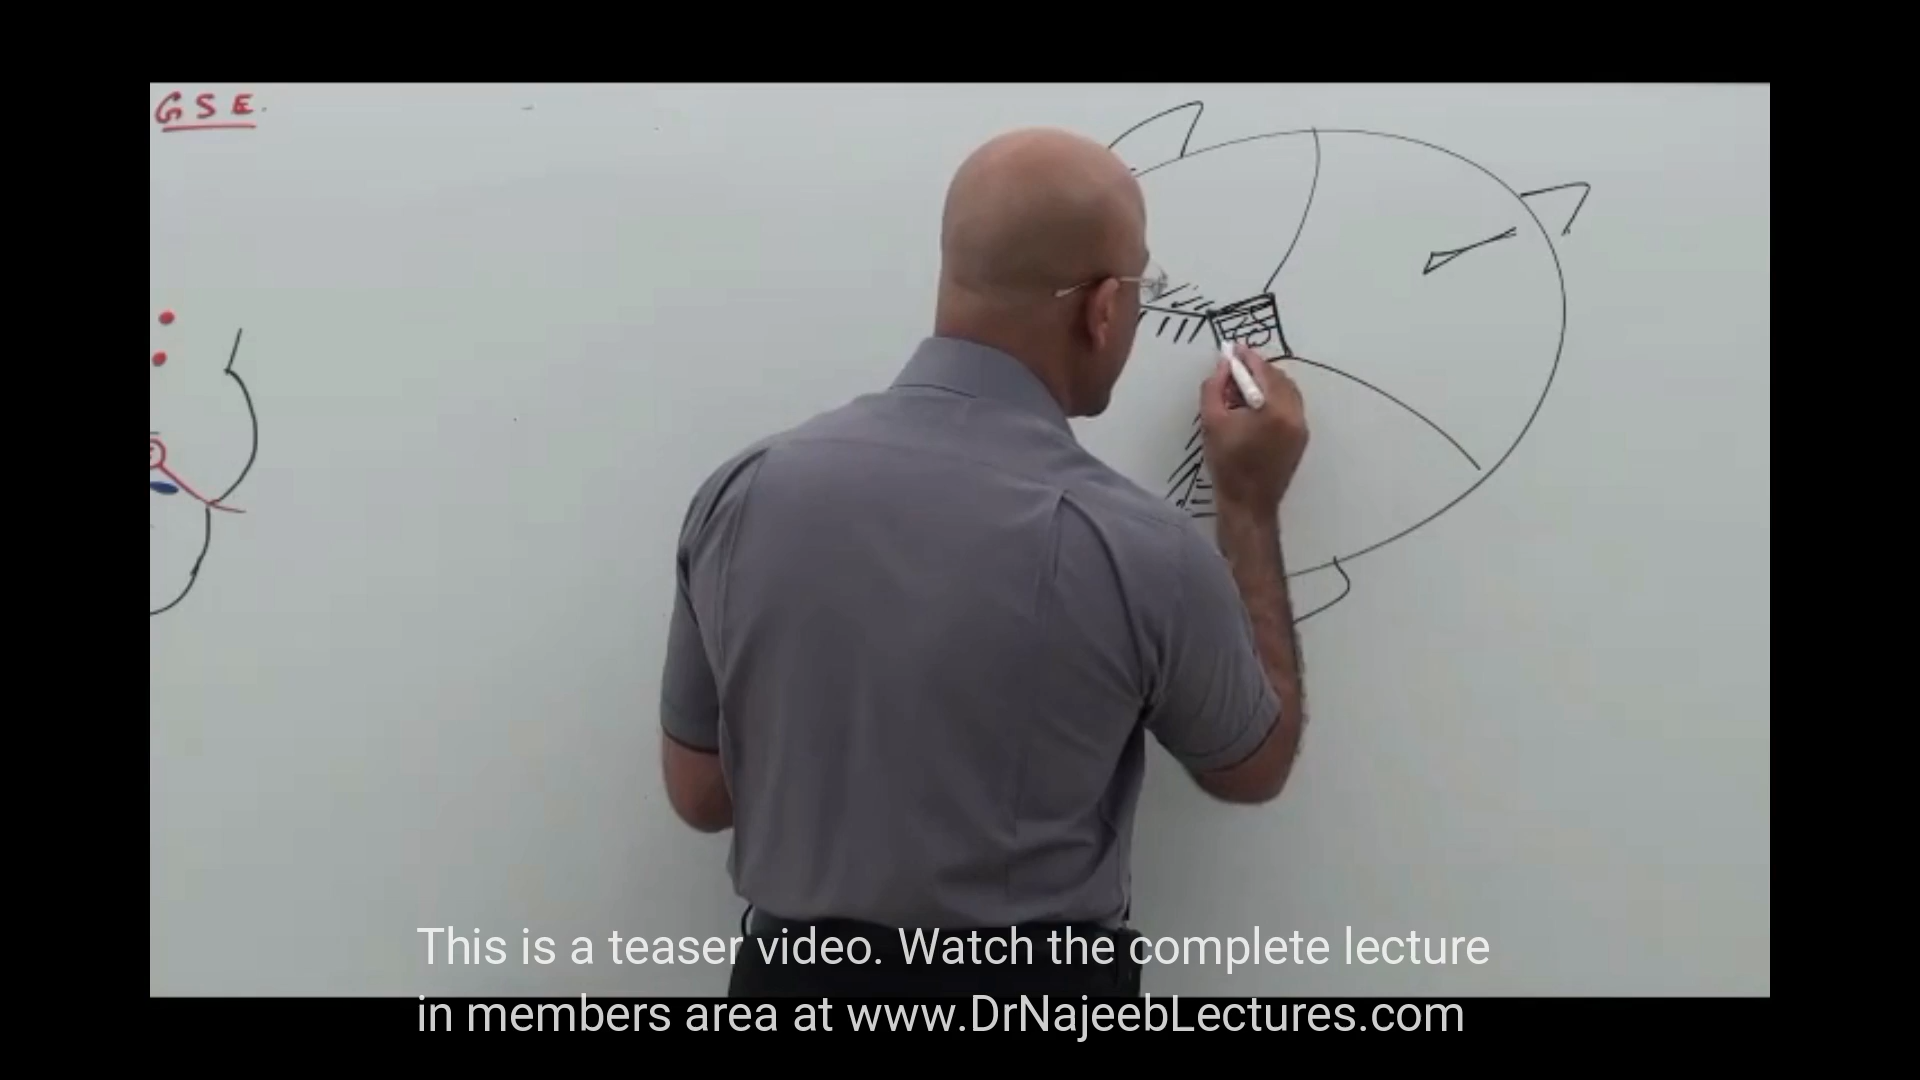 GSE.
This is a teaser video. Watch the complete lecture
in members area at www.DrNajeebLectures.com